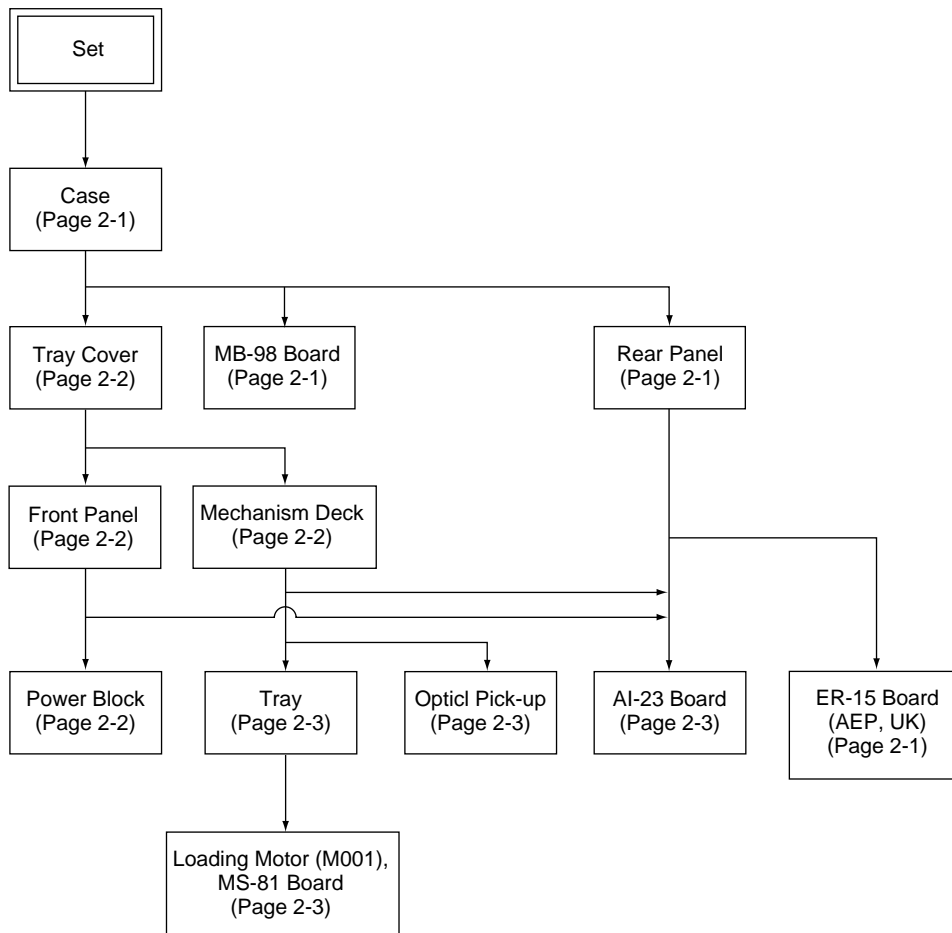 Set
Case
(Page 2-1)
Tray Cover
(Page 2-2)
MB-98 Board
(Page 2-1)
Rear Panel
(Page 2-1)
Front Panel
(Page 2-2)
Mechanism Deck
(Page 2-2)
Power Block
(Page 2-2)
Tray
(Page 2-3)
Opticl Pick-up
(Page 2-3)
AI-23 Board
(Page 2-3)
ER-15 Board
(AEP, UK)
(Page 2-1)
Loading Motor (M001),
MS-81 Board
(Page 2-3)